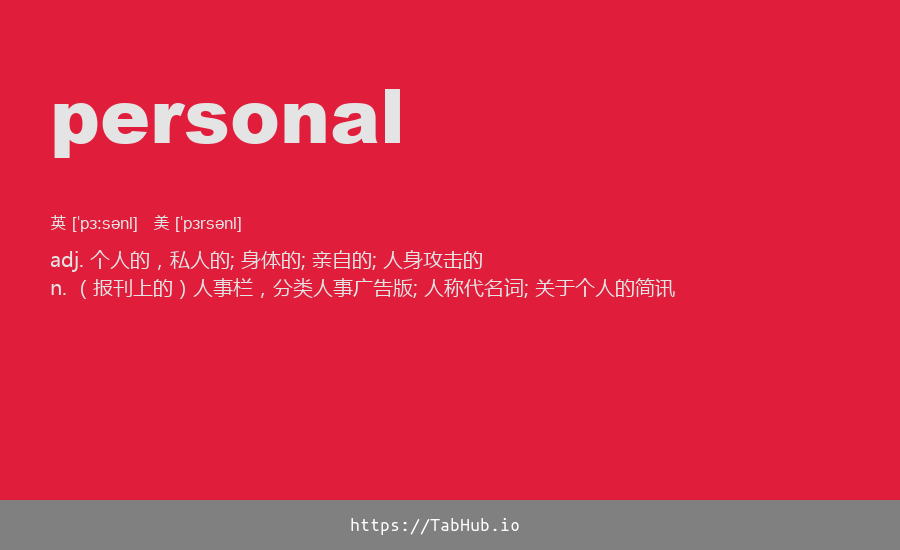 personal
英 [ˈpɜːsənl] 美 [ˈpɜrsənl]
adj. 个人的，私人的; 身体的; 亲自的; 人身攻击的
n. （报刊上的）人事栏，分类人事广告版; 人称代名词; 关于个人的简讯
https://TabHub.io